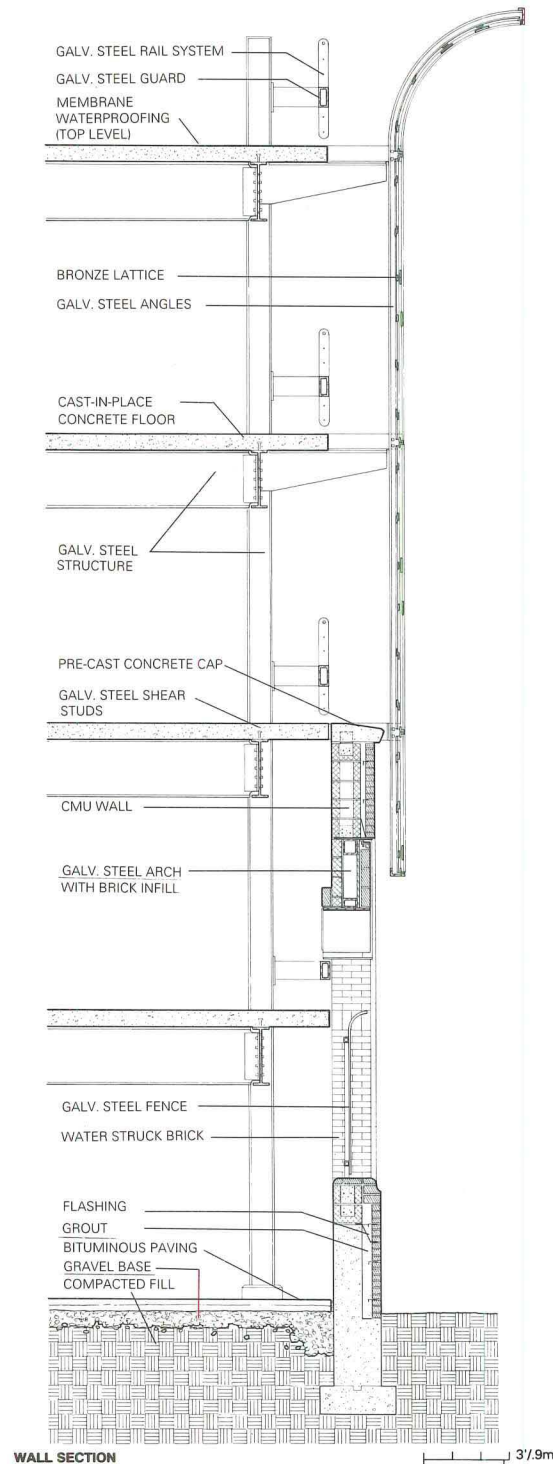 GALV. STEEL RAIL SYSTEM
GALV. STEEL GUARD
MEMBRANE
WATERPROOFING
(TOP LEVEL)
BRONZE LATTICE
GALV. STEEL ANGLES
CAST-IN-PLACE
CONCRETE FLOOR
GALV. STEEL
STRUCTURE
PRE-CAST CONCRETE CAP
GALV. STEEL SHEAR
STUDS
CMU WALL
GALV. STEEL ARCH
WITH BRICK INFILL
GALV. STEEL FENCE
WATER STRUCK BRICK
FLASHING
GROUT
BITUMINOUS PAVING
GRAVEL BASE
COMPACTED FILL
WALL SECTION
3'/.9m